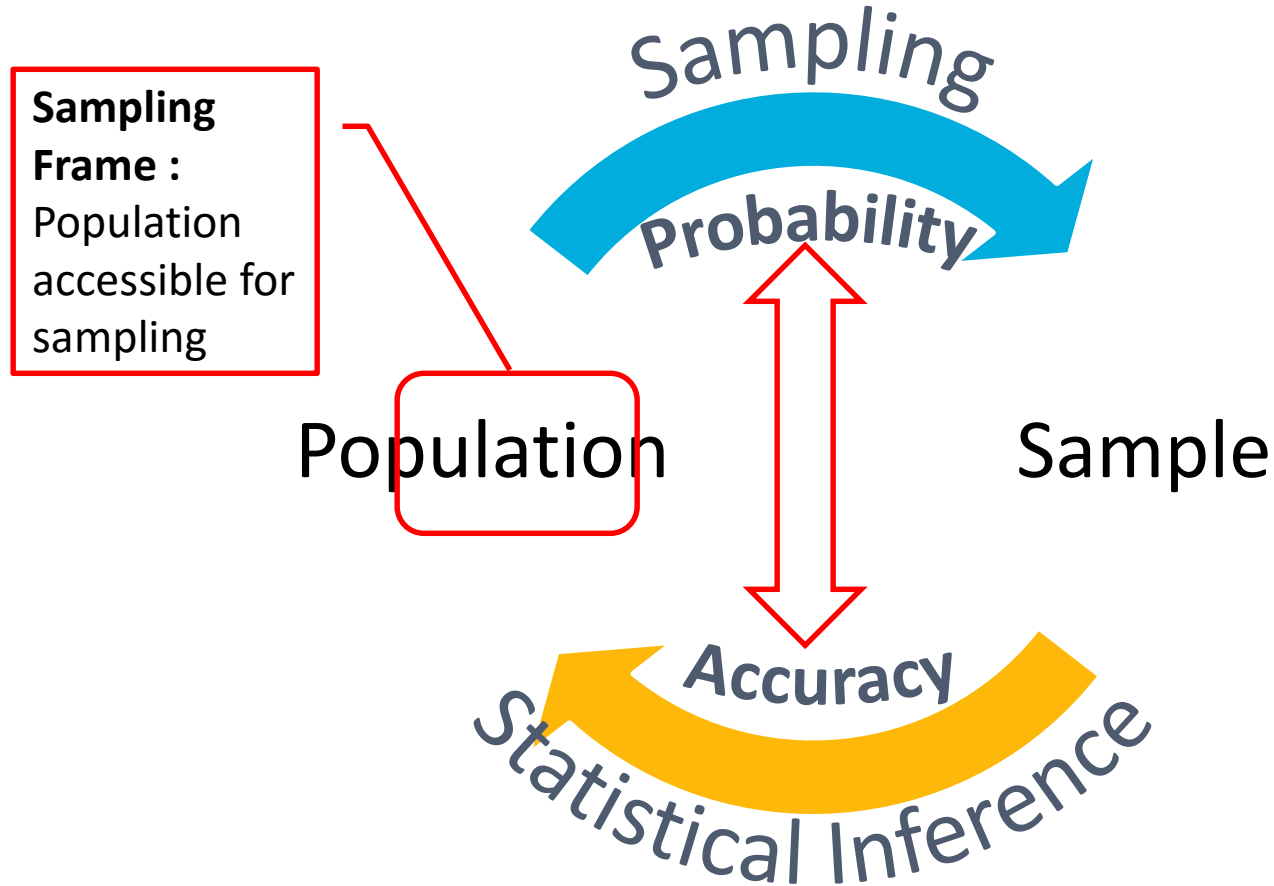 Sampling
Sampling
Frame :
Population
accessible for
sampling
Probability
Population
Sample
Accuracy
Statistical Inference